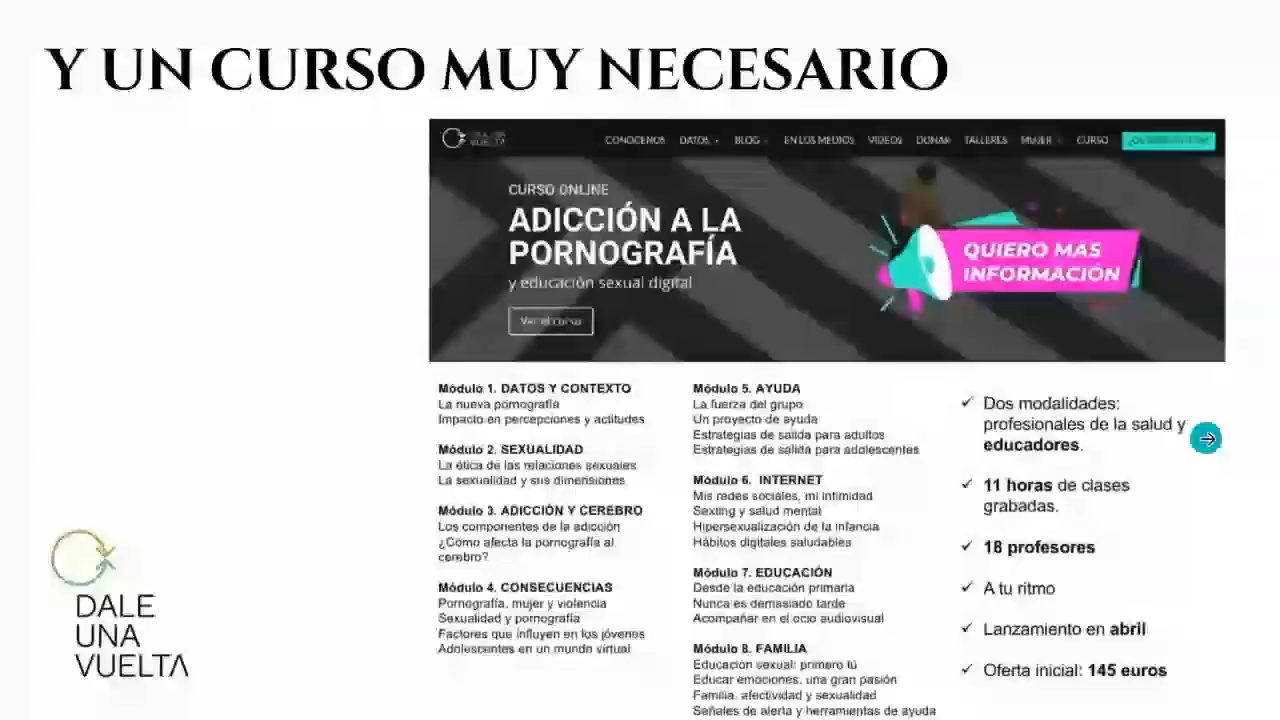 Y UN CURSO MUY NECESARIO
VUELTA
CONOCENOS DATOS BLOG EN LOS MEDIOS VIDEOS DONAR TALLERES MUJER CURSO
CURSO ONLINE
ADICCIÓN A LA
PORNOGRAFÍA
y educación sexual digital
Ver el curso
QUIERO MÁS
INFORMACIÓN
Módulo 1. DATOS Y CONTEXTO
La nueva pornografía
Impacto en percepciones y actitudes
Módulo 2. SEXUALIDAD
La ética de las relaciones sexuales
La sexualidad y sus dimensiones
Módulo 3. ADICCIÓN Y CEREBRO
Los componentes de la adicción
¿Cómo afecta la pornografía al
cerebro?
Módulo 4. CONSECUENCIAS
Pornografía, mujer y violencia
Sexualidad y pornografía
Factores que influyen en los jóvenes
Adolescentes en un mundo virtual
Módulo 5. AYUDA
La fuerza del grupo
Un proyecto de ayuda
Estrategias de salida para adultos
Estrategias de salida para adolescentes
Módulo 6. INTERNET
Mis redes sociales, mi intimidad
Sexting y salud mental
Hipersexualización de la infancia
Hábitos digitales saludables
Módulo 7. EDUCACIÓN
Desde la educación primaria
Nunca es demasiado tarde
Acompañar en el ocio audiovisual
Módulo 8. FAMILIA
Educación sexual: primero tú
Educar emociones, una gran pasión
Familia, afectividad y sexualidad
Señales de alerta y herramientas de ayuda
✓ Dos modalidades:
profesionales de la salud y
educadores.
✓ 11 horas de clases
grabadas.
✓ 18 profesores
✓ A tu ritmo
✓ Lanzamiento en abril
✓ Oferta inicial: 145 euros
DALE
UNA
VUELTA